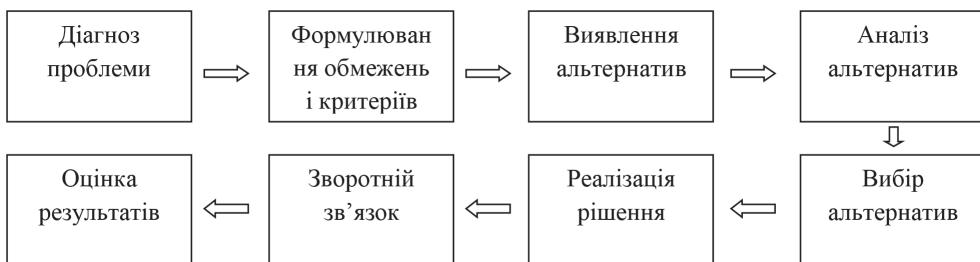 Діагноз
проблеми
Формулюван
ня обмежень
і критеріїв
Виявлення
альтернатив
Аналіз
альтернатив
Оцінка
результатів
Зворотній
зв’язок
Реалізація
рішення
Вибір
альтернатив